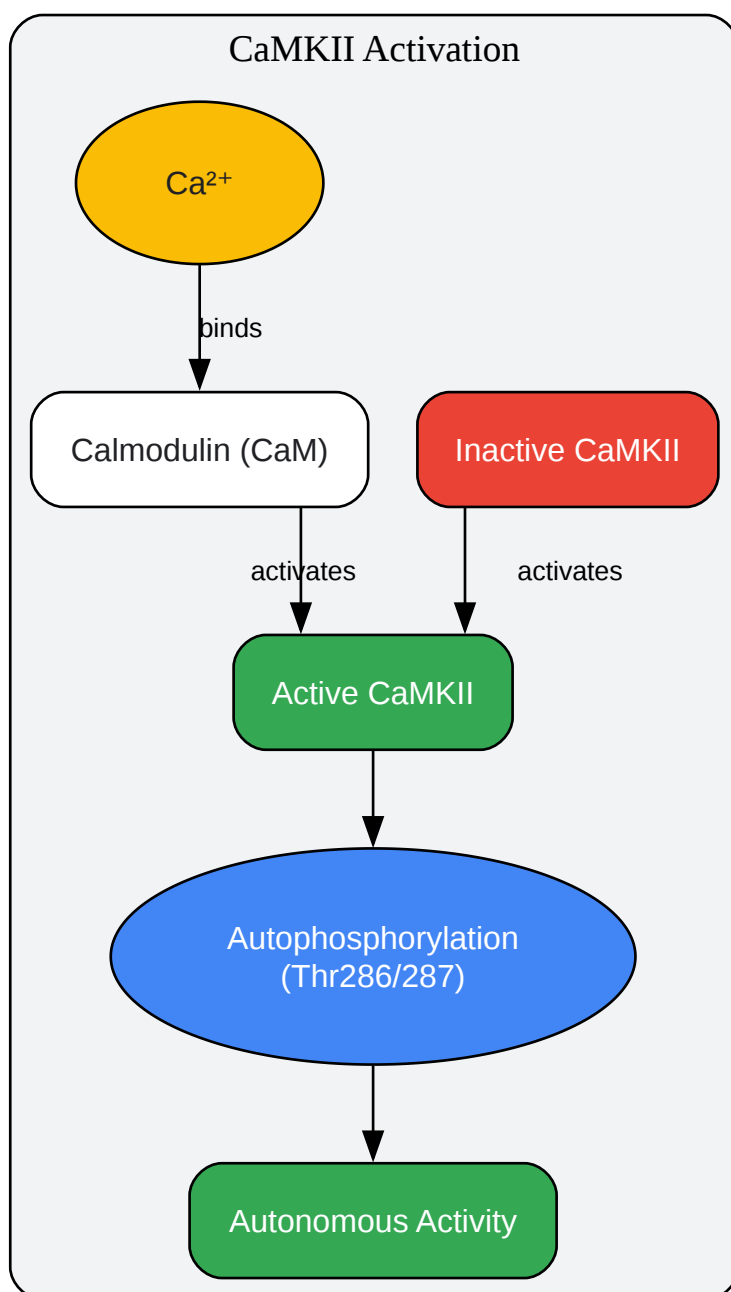 CaMKII Activation
Ca²⁺
binds
Calmodulin (CaM)
Inactive CaMKII
activates
activates
Active CaMKII
Autophosphorylation
(Thr286/287)
Autonomous Activity